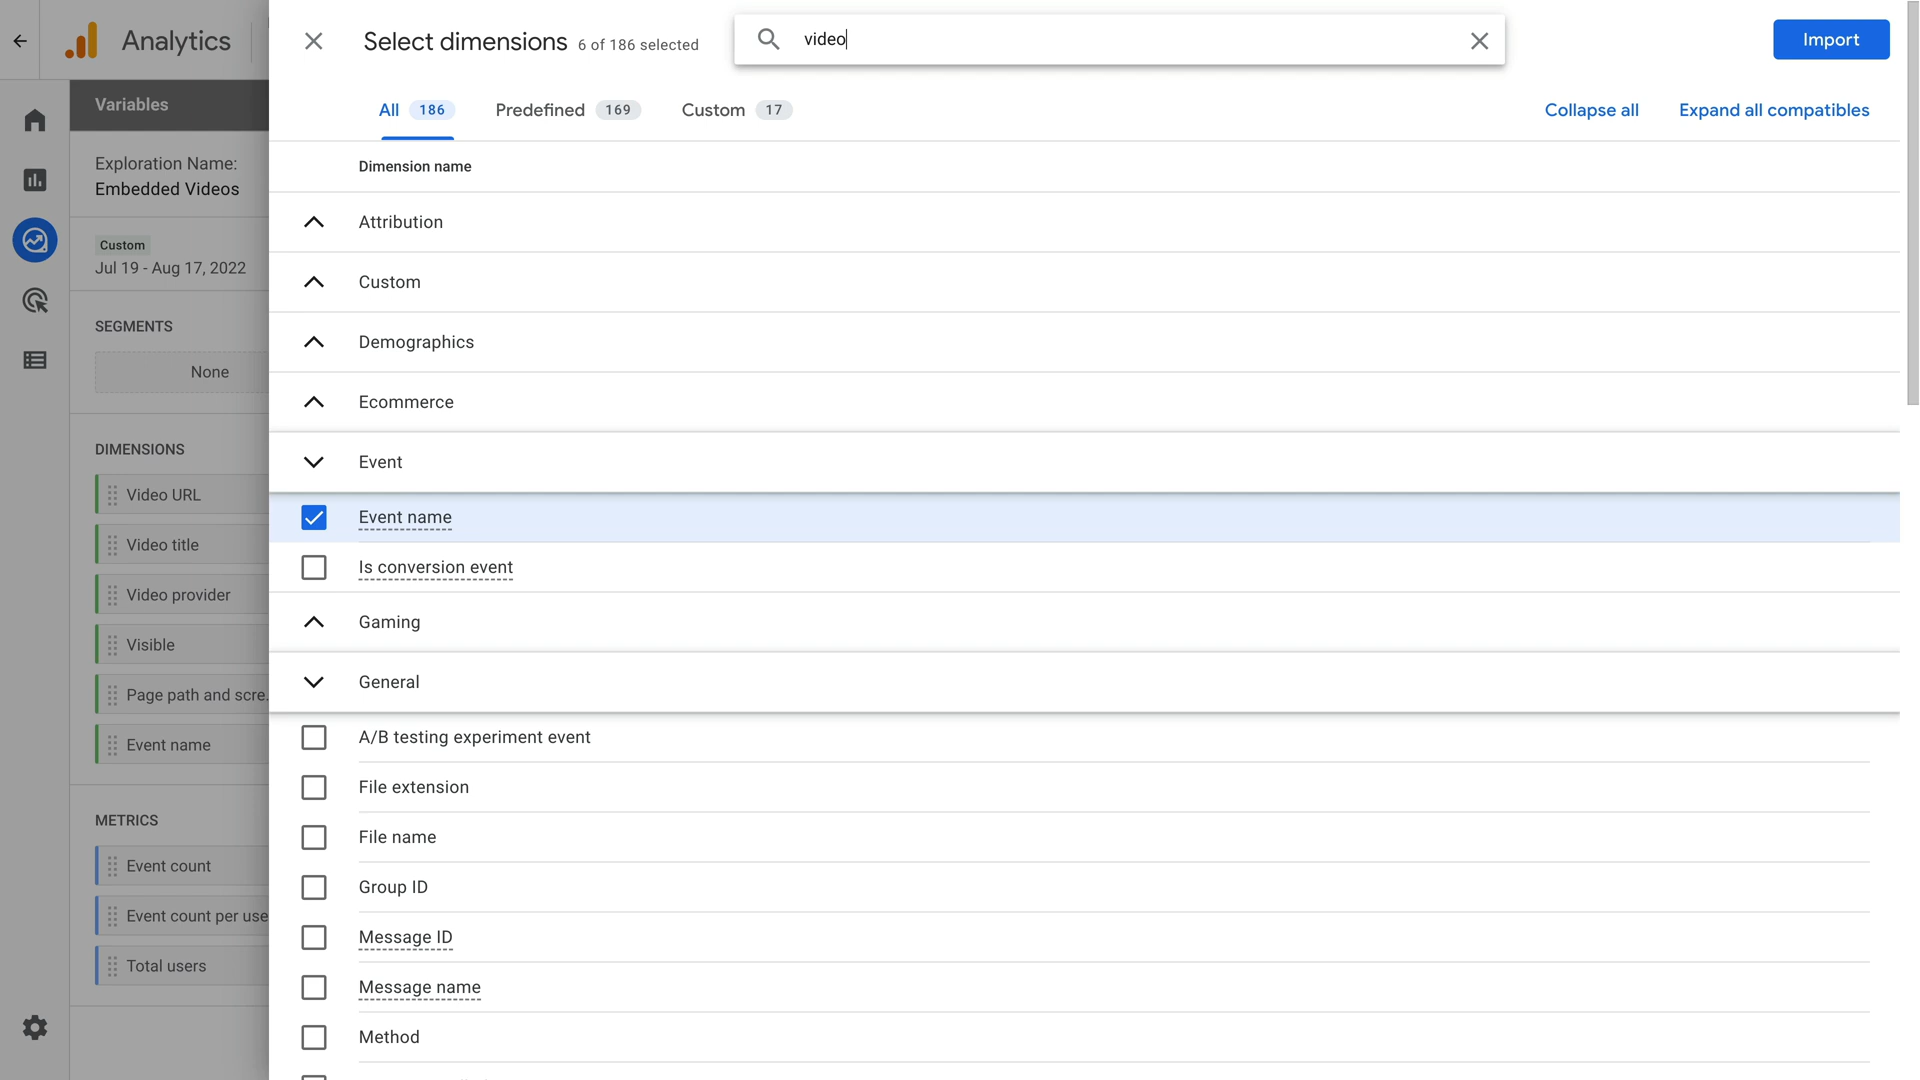 Analytics
Select dimensions
6 of 186 selected
video
Import
Variables
All 186
Predefined 169
Custom 17
Collapse all
Expand all compatibles
Exploration Name:
Embedded Videos
Custom
Jul 19 - Aug 17, 2022
SEGMENTS
None
DIMENSIONS
Video URL
Video title
Video provider
Visible
Page path and scre.
Event name
METRICS
Event count
Event count per use
Total users
Dimension name
Attribution
Custom
Demographics
Ecommerce
Event
Event name
Is conversion event
Gaming
General
A/B testing experiment event
File extension
File name
Group ID
Message ID
Message name
Method